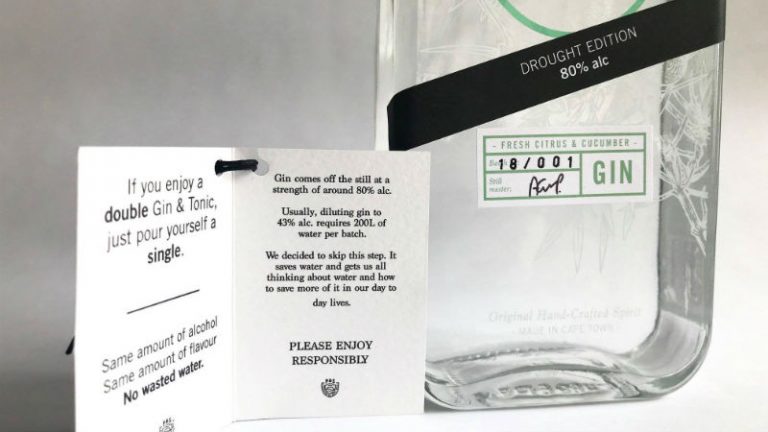 If you enjoy a
double Gin & Tonic,
just pour yourself a
single.
Same amount of alcohol
Same amount of flavour
No wasted water.
Gin comes off the still at a
strength of around 80% alc.
Usually, diluting gin to
43% alc. requires 200L of
water per batch.
We decided to skip this step. It
saves water and gets us all
thinking about water and how
to save more of it in our day to
day lives.
PLEASE ENJOY
RESPONSIBLY
DROUGHT EDITION
80% alc
- FRESH CITRUS & CUCUMBER -
18/001
Still
master:
GIN
Original Hand-Crafted Spirit
- MADE IN CAPE TOWN -